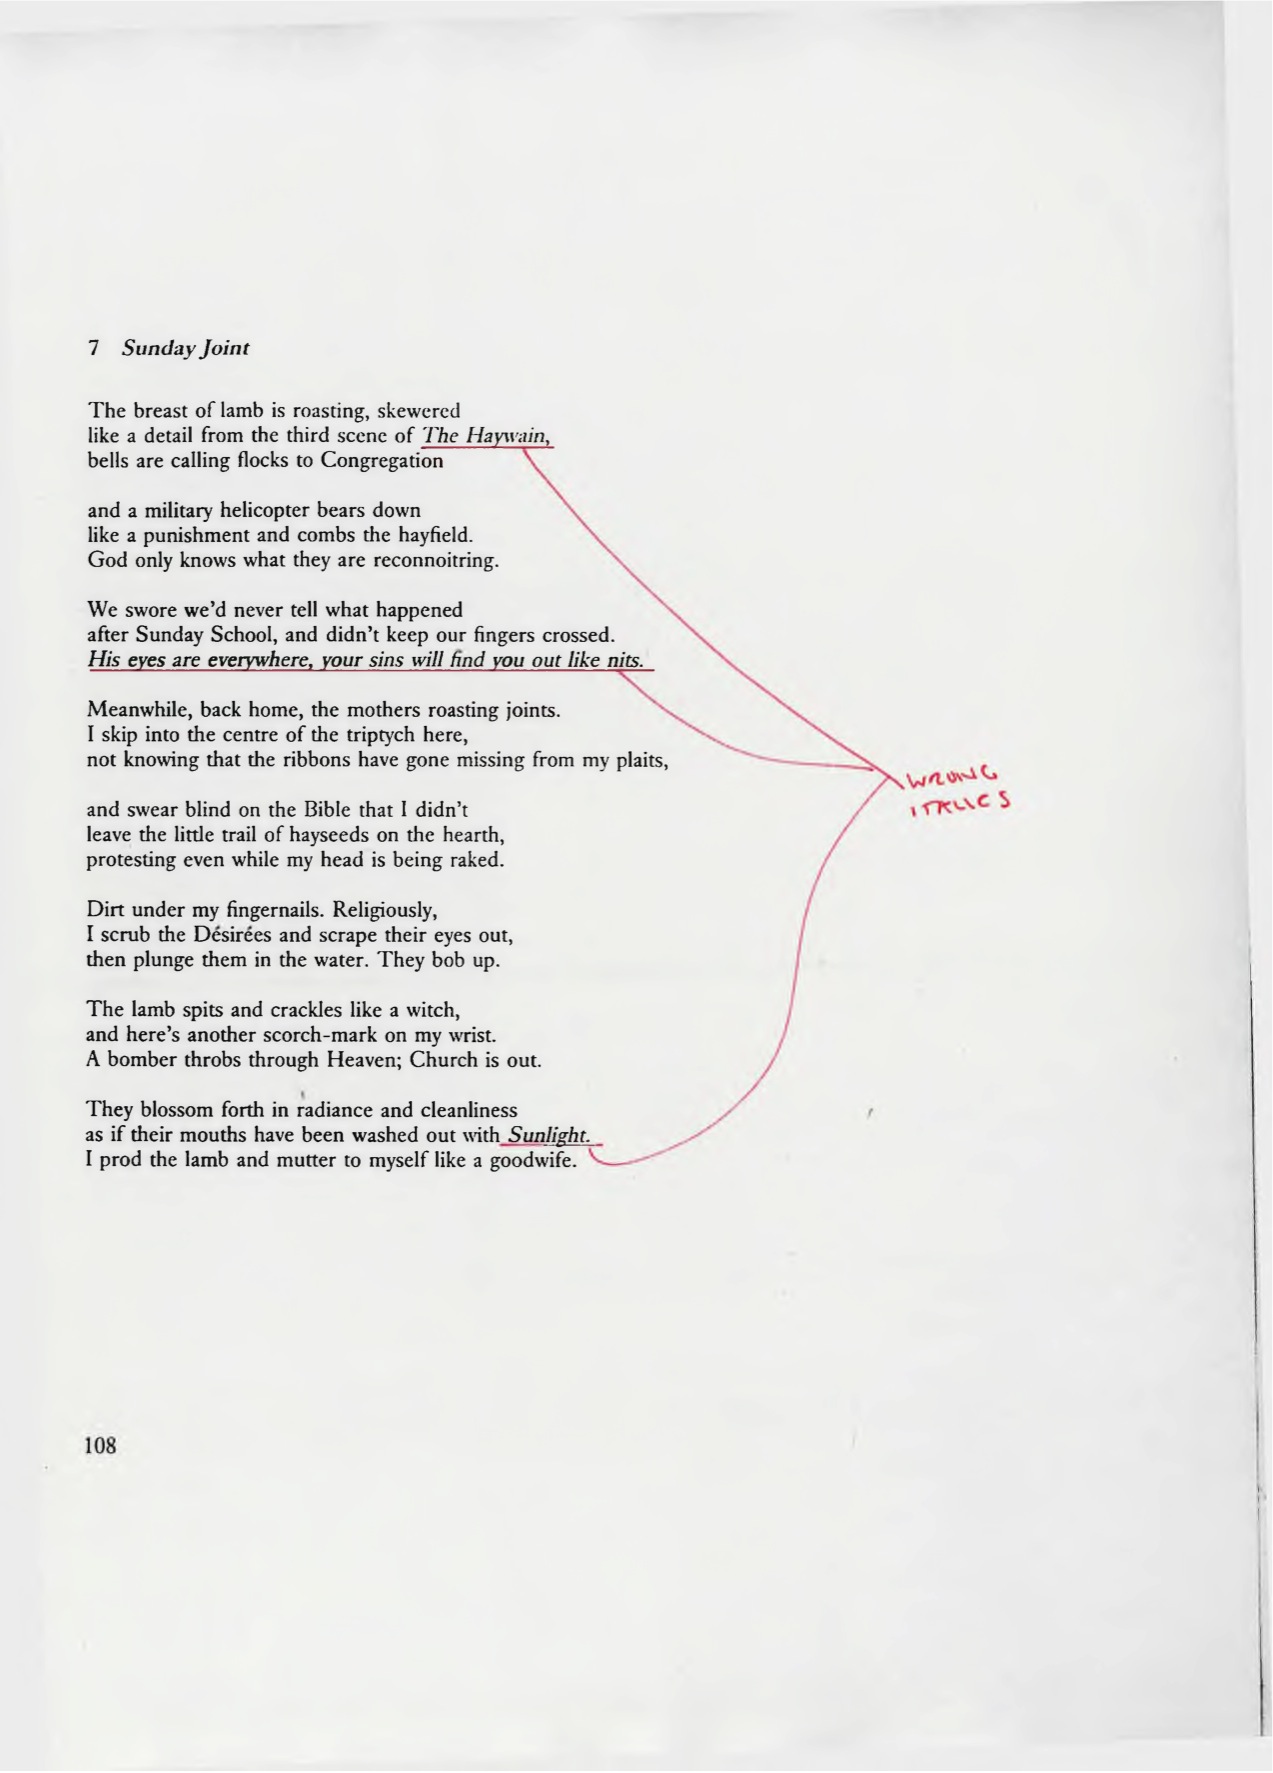 7 Sunday Joint
The breast of lamb is roasting, skewered
like a detail from the third scene of The Haywain,
bells are calling flocks to Congregation
and a military helicopter bears down
like a punishment and combs the hayfield.
God only knows what they are reconnoitring.
We swore we'd never tell what happened
after Sunday School, and didn't keep our fingers crossed.
His eyes are everywhere, your sins will find you out like nits.
Meanwhile, back home, the mothers roasting joints.
I skip into the centre of the triptych here,
not knowing that the ribbons have gone missing from my plaits,
WRONG
ITALICS
and swear blind on the Bible that I didn't
leave the little trail of hayseeds on the hearth,
protesting even while my head is being raked.
Dirt under my fingernails. Religiously,
I scrub the Désirées and scrape their eyes out,
then plunge them in the water. They bob up.
The lamb spits and crackles like a witch,
and here's another scorch-mark on my wrist.
A bomber throbs through Heaven; Church is out.
They blossom forth in radiance and cleanliness
as if their mouths have been washed out with Sunlight.
I prod the lamb and mutter to myself like a goodwife.
108